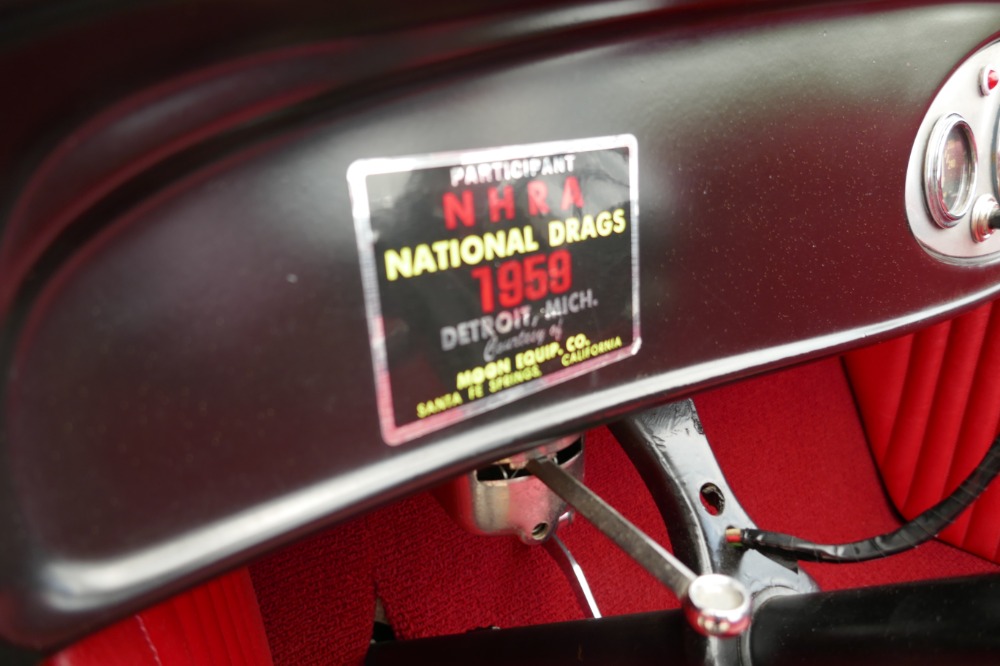 PARTICIPANT
NHRA
NATIONAL DRAGS
1959
DETROIT, MICH.
Courtesy of
MOON EQUIP. CO.
SANTA FE SPRINGS, CALIFORNIA